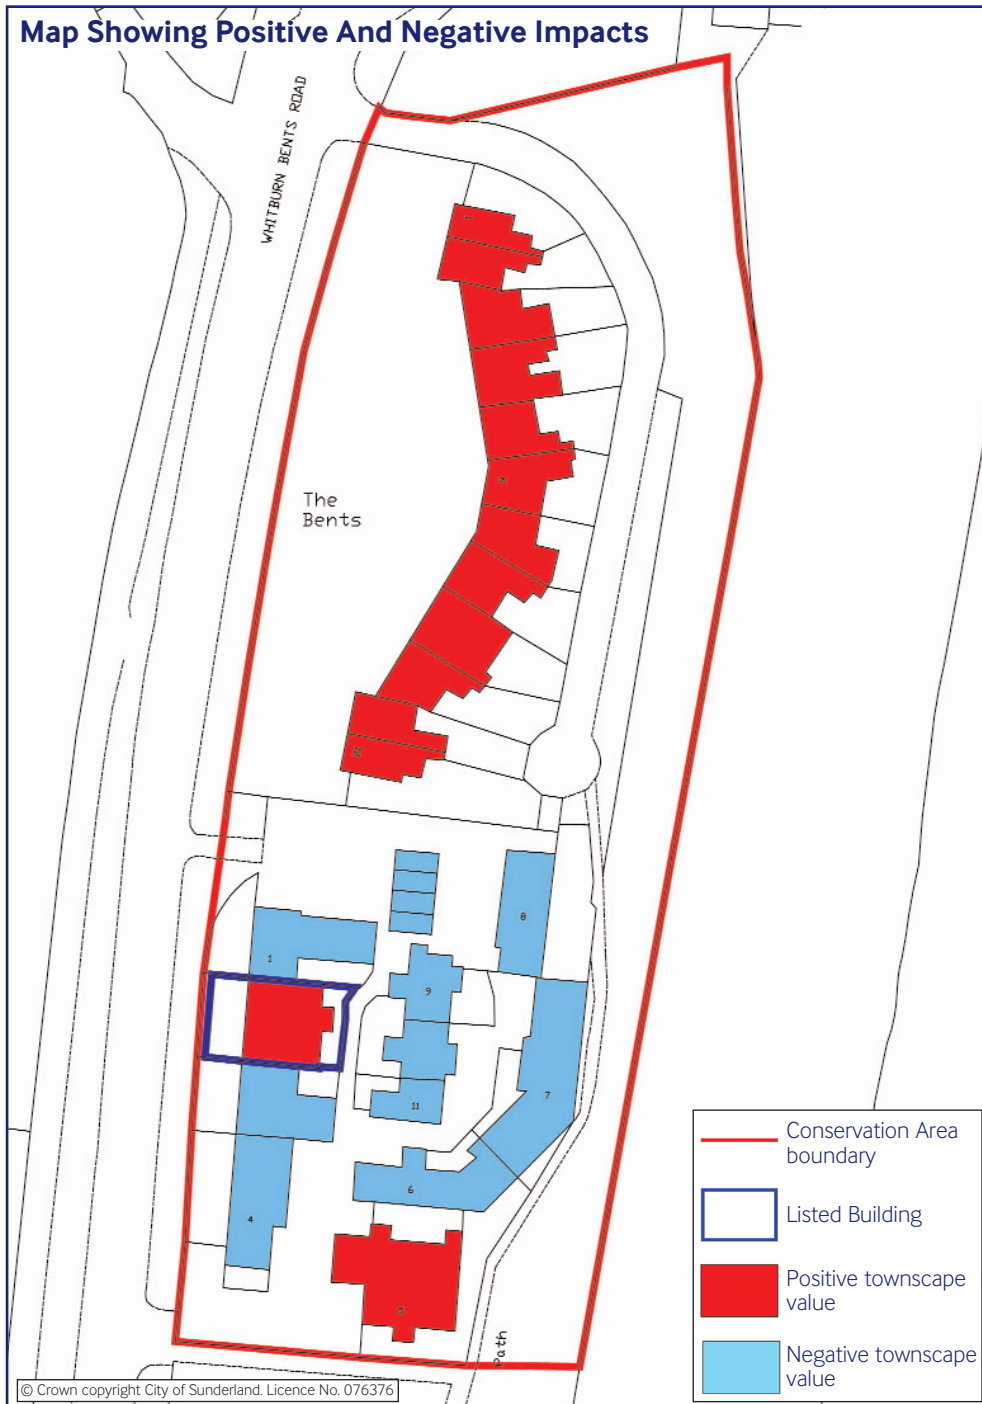 Map Showing Positive And Negative Impacts
WHITBURN BENTS ROAD
The
Bents
8
1
9
7
11
6
4
Path
Conservation Area
boundary
Listed Building
Positive townscape
value
Negative townscape
value
© Crown copyright City of Sunderland. Licence No. 076376